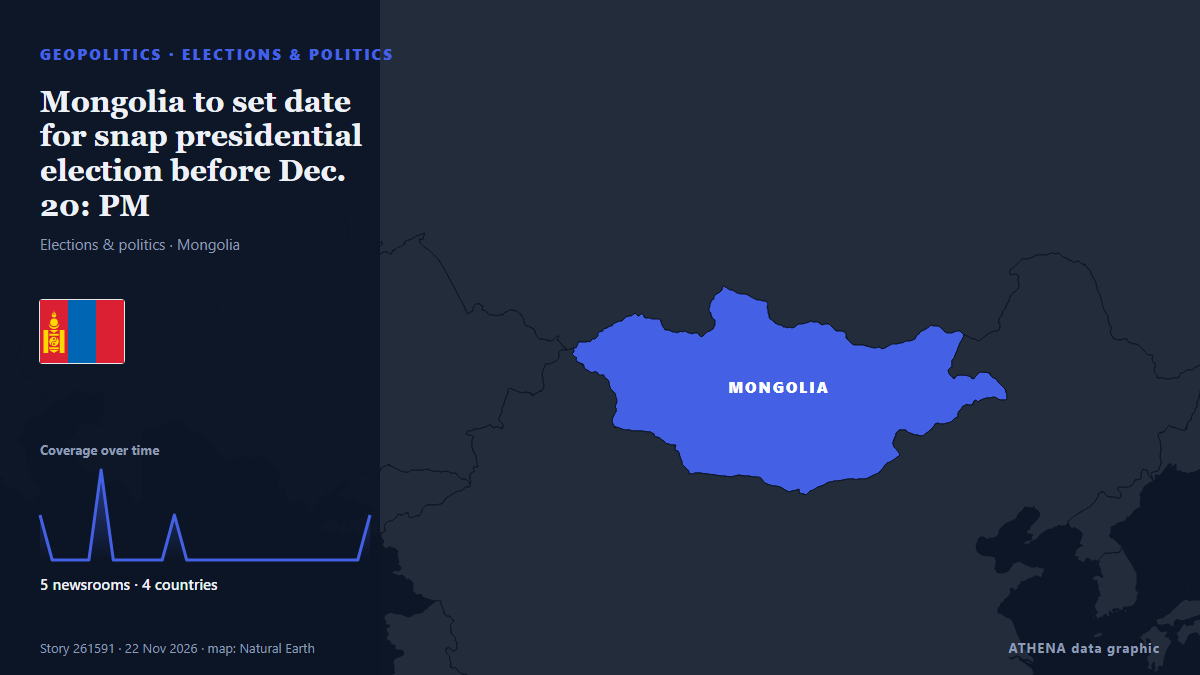 GEOPOLITICS · ELECTIONS & POLITICS
Mongolia to set date
for snap presidential
election before Dec.
20: PM
Elections & politics · Mongolia
MONGOLIA
Coverage over time
5 newsrooms · 4 countries
Story 261591 · 22 Nov 2026 · map: Natural Earth
ATHENA data graphic